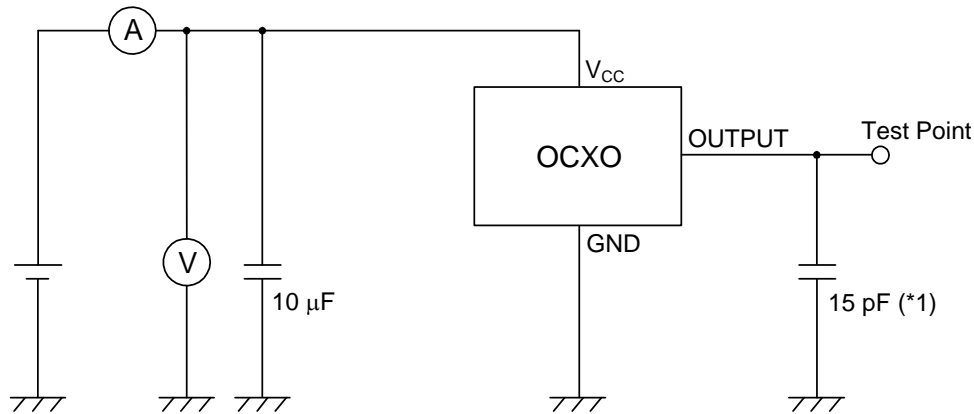 A
V_CC
Test Point
OUTPUT
OCXO
GND
V
10 μF
15 pF (*1)